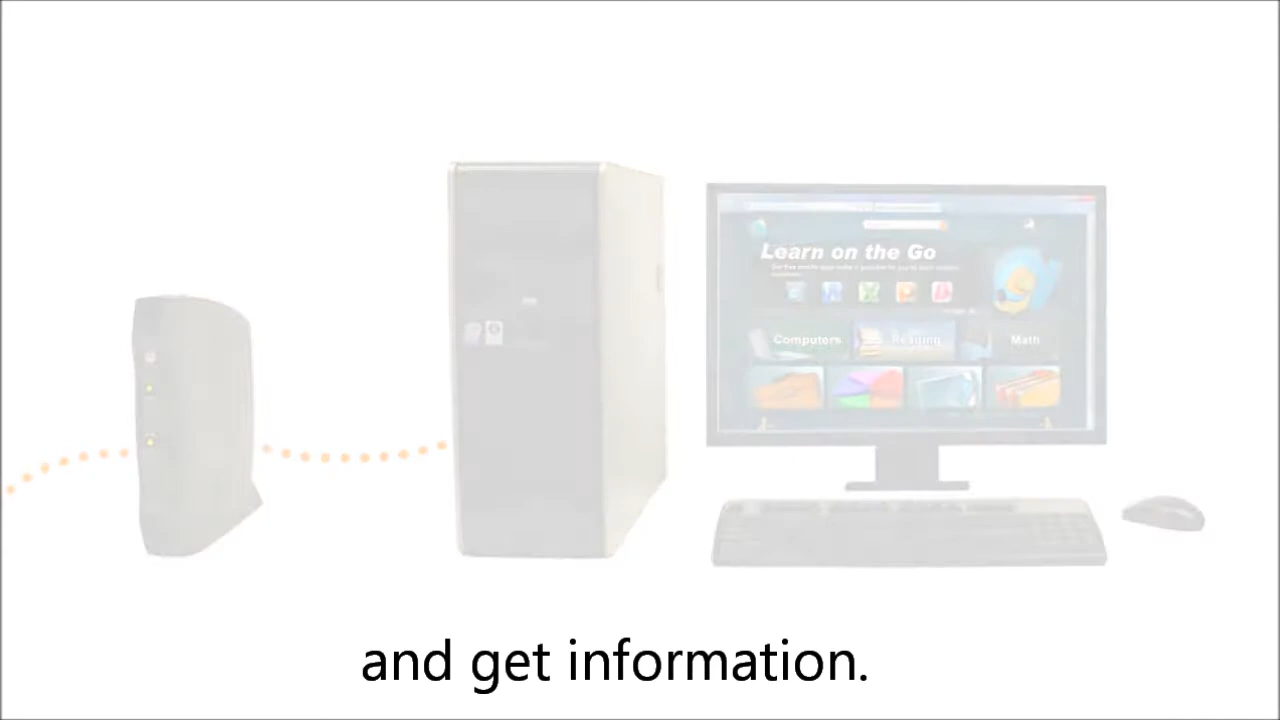 Learn on the Go
Computers
Reading
Math
and get information.